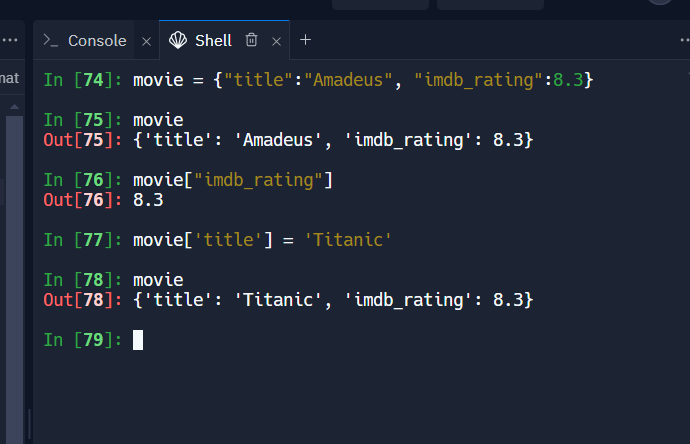 Console
Shell
mat
In [74]: movie = {"title":"Amadeus", "imdb_rating":8.3}
In [75]: movie
Out[75]: {'title': 'Amadeus', 'imdb_rating': 8.3}
In [76]: movie["imdb_rating"]
Out[76]: 8.3
In [77]: movie['title'] = 'Titanic'
In [78]: movie
Out[78]: {'title': 'Titanic', 'imdb_rating': 8.3}
In [79]: